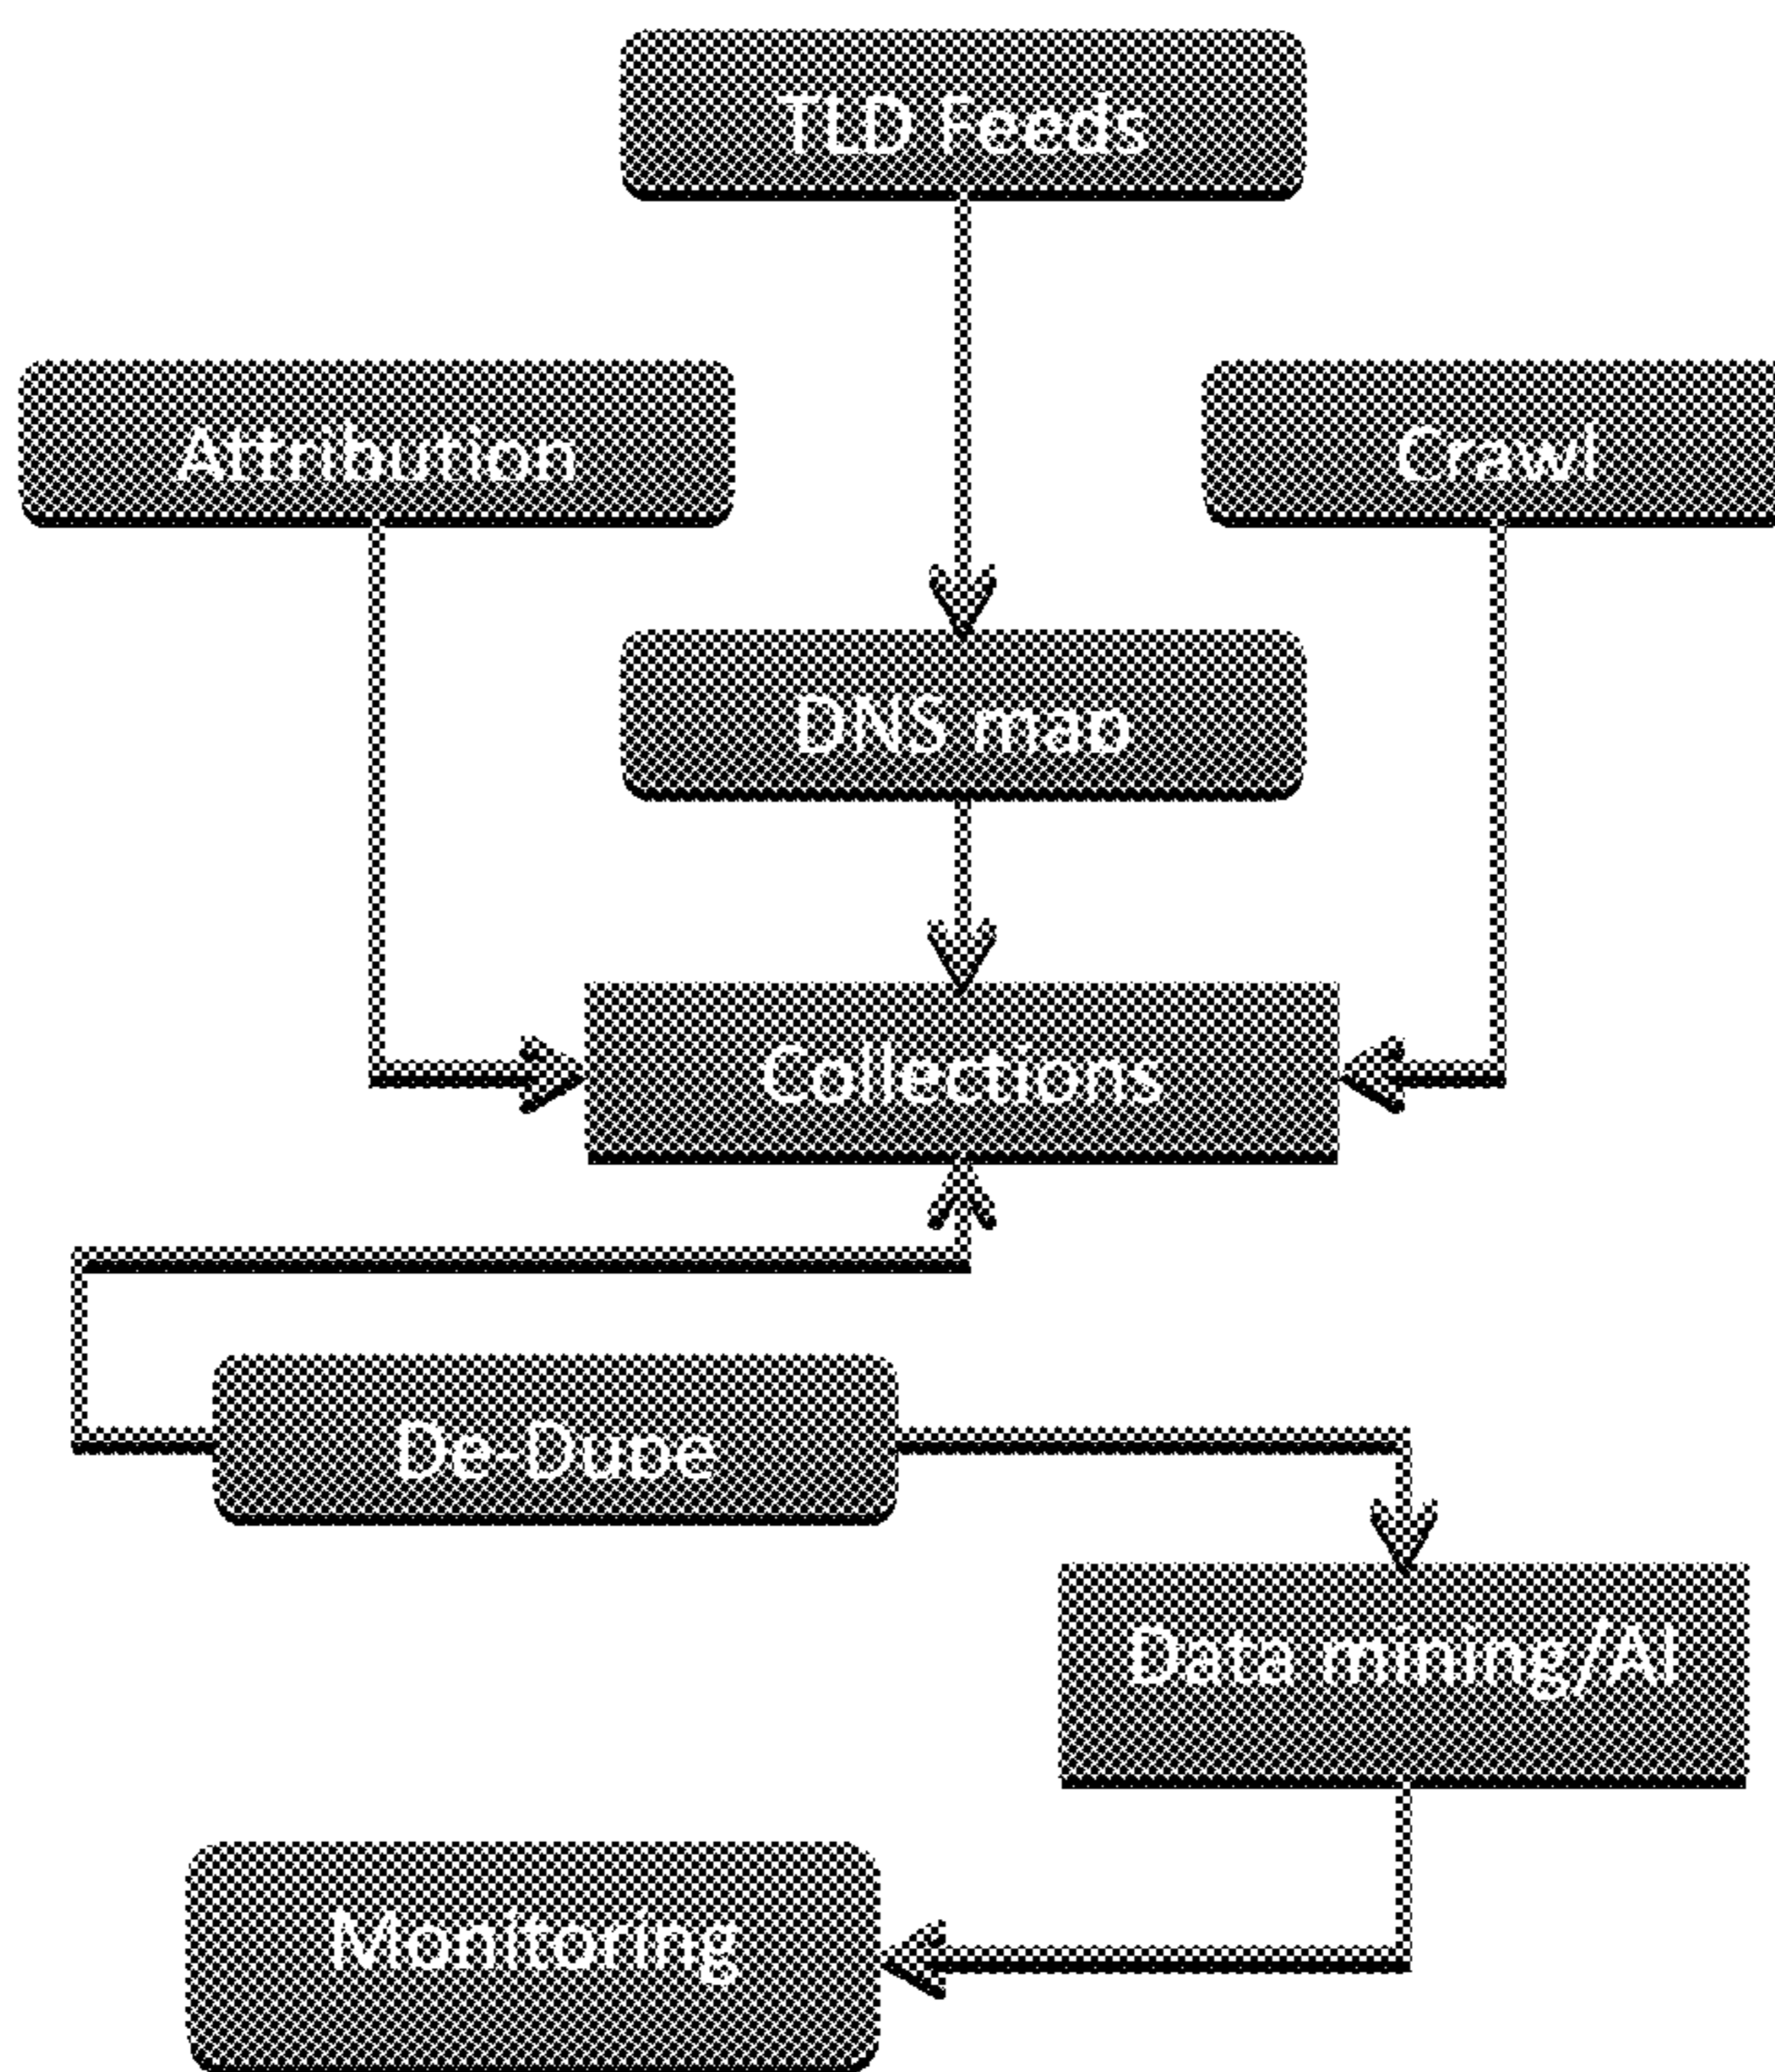 TLD Feeds
Attribution
Crawl
DNS map
Collections
De-Dupe
Data mining/AI
Monitoring